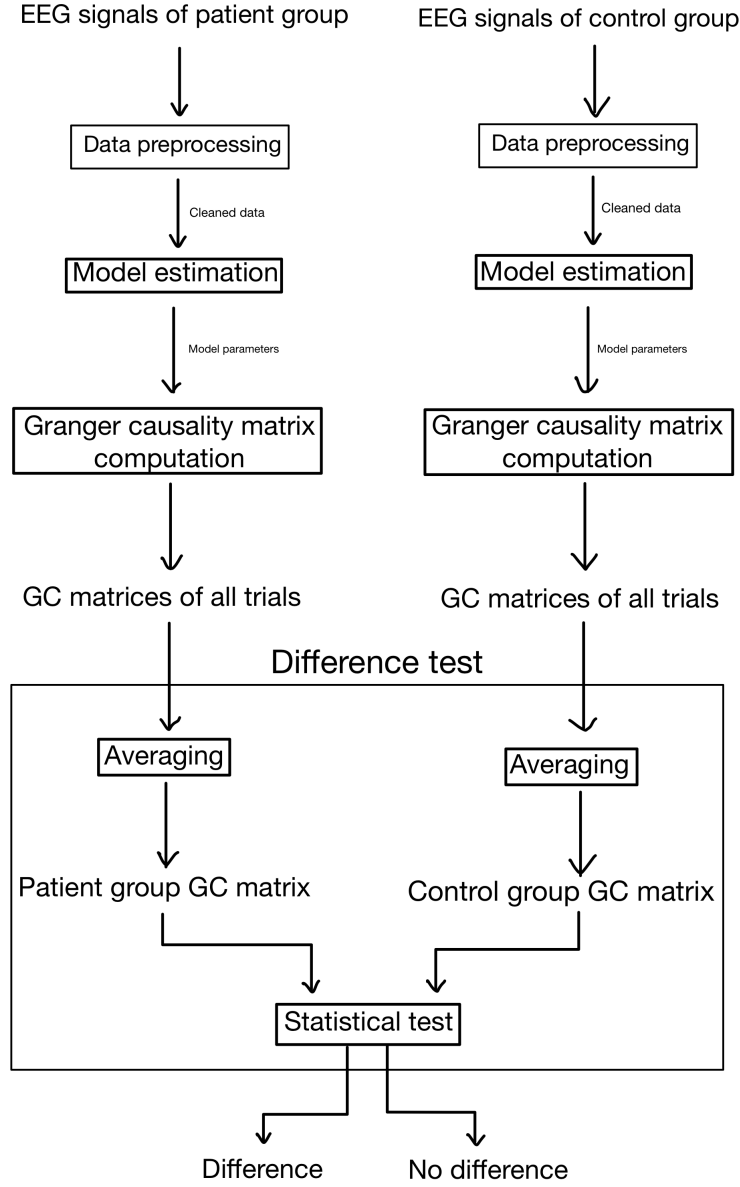 EEG signals of patient group
EEG signals of control group
Data preprocessing
Data preprocessing
Cleaned data
Cleaned data
Model estimation
Model estimation
Model parameters
Model parameters
Granger causality matrix
computation
Granger causality matrix
computation
GC matrices of all trials
GC matrices of all trials
Difference test
Averaging
Averaging
Patient group GC matrix
Control group GC matrix
Statistical test
Difference
No difference